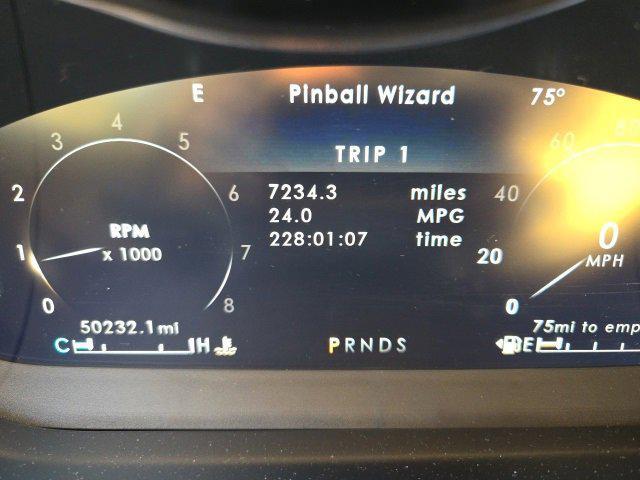 E Pinball Wizard 75°
TRIP 1
7234.3 miles
24.0 MPG
228:01:07 time
0 1 2 3 4 5 6 7 8
RPM
x 1000
50232.1mi
C H
PRNDS
0 20 40 60
0
MPH
75mi to emp
E